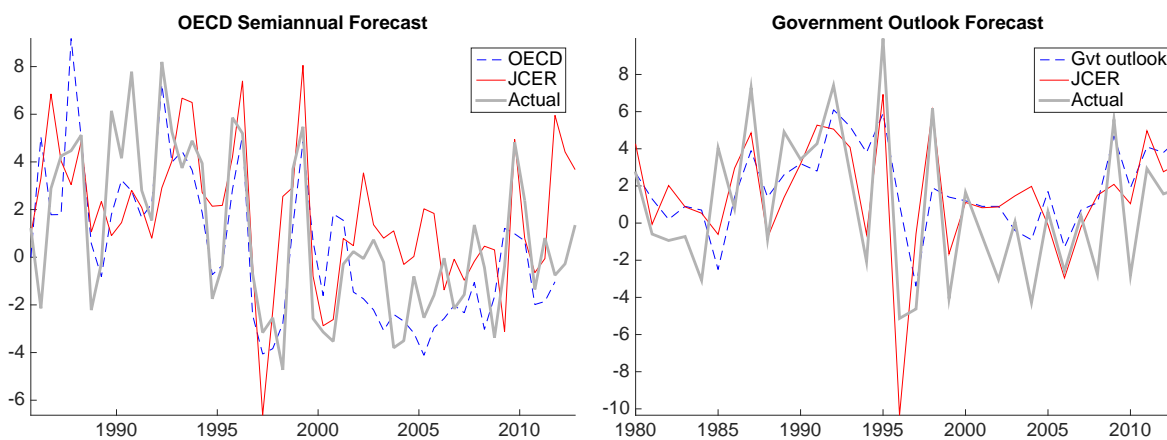 OECD Semiannual Forecast
OECD
JCER
Actual
8
6
4
2
0
-2
-4
-6
1990 1995 2000 2005 2010
Government Outlook Forecast
Gvt outlook
JCER
Actual
8
6
4
2
0
-2
-4
-6
-8
-10
1980 1985 1990 1995 2000 2005 2010